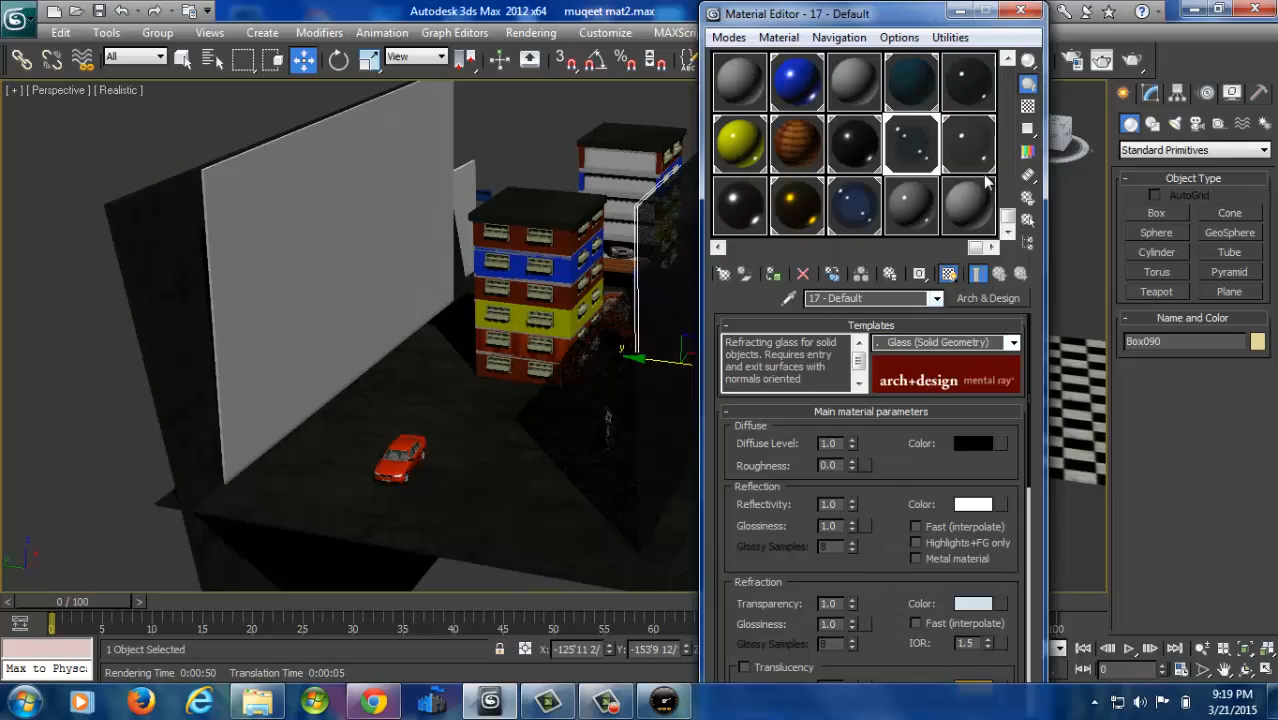 Autodesk 3ds Max 2012 x64 muqeet mat2.max
Edit Tools Group Views Create Modifiers Animation Graph Editors Rendering Customize MAXScri
All
View
[ + ] [ Perspective ] [ Realistic ]
Material Editor - 17 - Default
Modes Material Navigation Options Utilities
17 - Default
Arch & Design
Templates
Refracting glass for solid
objects. Requires entry
and exit surfaces with
normals oriented
Glass (Solid Geometry)
arch+design mental ray
Main material parameters
Diffuse
Diffuse Level: 1.0 Color:
Roughness: 0.0
Reflection
Reflectivity: 1.0 Color:
Glossiness: 1.0 Fast (interpolate)
Glossy Samples: 8 Highlights+FG only
Metal material
Refraction
Transparency: 1.0 Color:
Glossiness: 1.0 Fast (interpolate)
Glossy Samples: 8 IOR: 1.5
Translucency
Standard Primitives
Object Type
AutoGrid
Box Cone
Sphere GeoSphere
Cylinder Tube
Torus Pyramid
Teapot Plane
Name and Color
Box090
0 / 100
0 5 10 15 20 25 30 35 40 45 50 55 60 100
1 Object Selected
X: -125'11 2/ Y: -153'9 12/
Max to Physc
Rendering Time 0:00:50 Translation Time 0:00:05
0
9:19 PM
3/21/2015